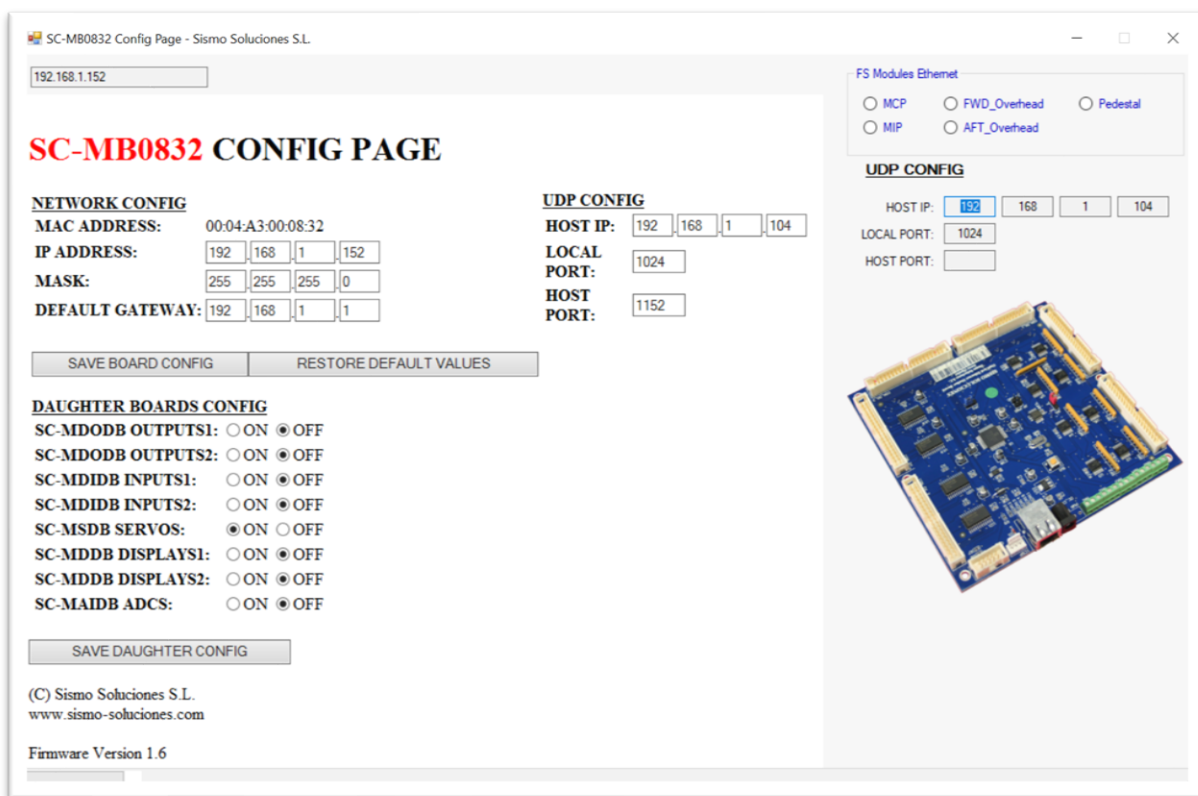 SC-MB0832 Config Page - Sismo Soluciones S.L.
192.168.1.152
SC-MB0832 CONFIG PAGE
NETWORK CONFIG
MAC ADDRESS: 00:04:A3:00:08:32
IP ADDRESS: 192 . 168 . 1 . 152
MASK: 255 . 255 . 255 . 0
DEFAULT GATEWAY: 192 . 168 . 1 . 1
UDP CONFIG
HOST IP: 192 . 168 . 1 . 104
LOCAL
PORT: 1024
HOST
PORT: 1152
SAVE BOARD CONFIG RESTORE DEFAULT VALUES
DAUGHTER BOARDS CONFIG
SC-MDODB OUTPUTS1: ON OFF
SC-MDODB OUTPUTS2: ON OFF
SC-MDIDB INPUTS1: ON OFF
SC-MDIDB INPUTS2: ON OFF
SC-MSDB SERVOS: ON OFF
SC-MDDB DISPLAYS1: ON OFF
SC-MDDB DISPLAYS2: ON OFF
SC-MAIDB ADCS: ON OFF
SAVE DAUGHTER CONFIG
(C) Sismo Soluciones S.L.
www.sismo-soluciones.com
Firmware Version 1.6
FS Modules Ethernet
MCP FWD_Overhead Pedestal
MIP AFT_Overhead
UDP CONFIG
HOST IP: 192 168 1 104
LOCAL PORT: 1024
HOST PORT: